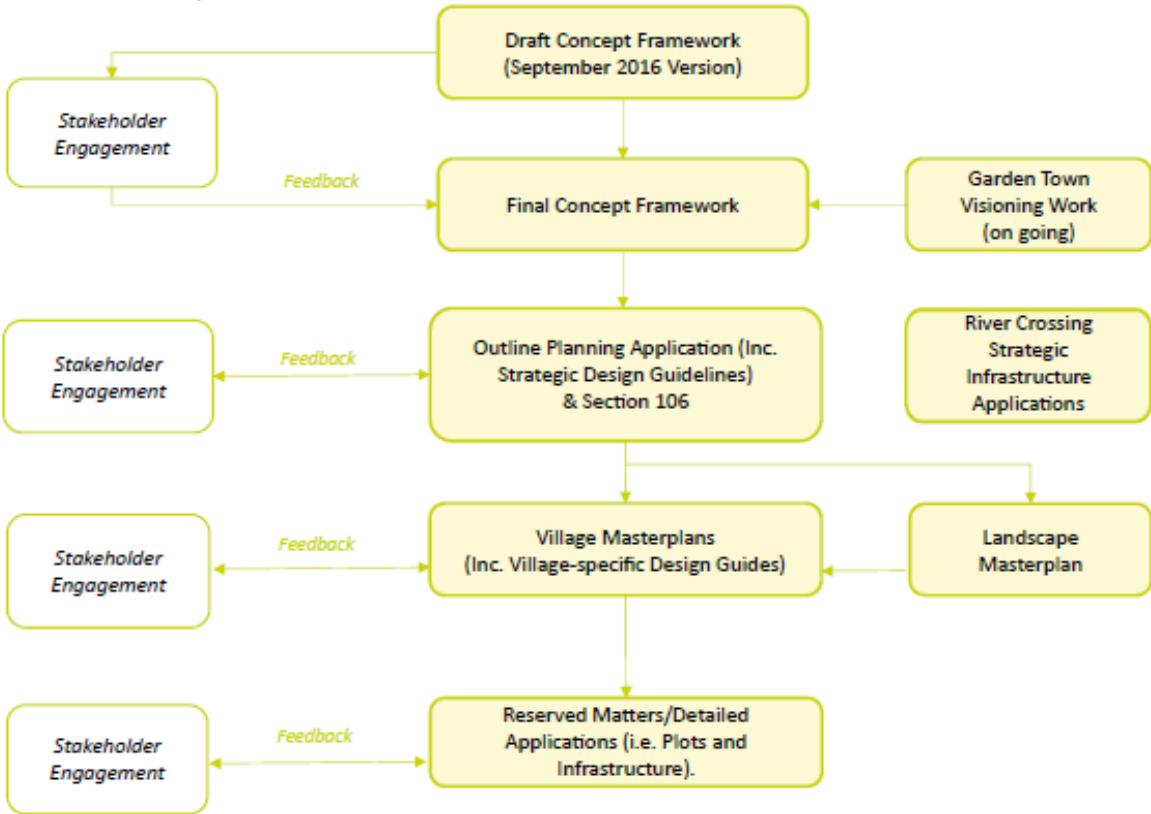 Draft Concept Framework
(September 2016 Version)
Stakeholder
Engagement
Feedback
Final Concept Framework
Garden Town
Visioning Work
(on going)
Stakeholder
Engagement
Feedback
Outline Planning Application (Inc.
Strategic Design Guidelines)
& Section 106
River Crossing
Strategic
Infrastructure
Applications
Stakeholder
Engagement
Feedback
Village Masterplans
(Inc. Village-specific Design Guides)
Landscape
Masterplan
Stakeholder
Engagement
Feedback
Reserved Matters/Detailed
Applications (i.e. Plots and
Infrastructure).